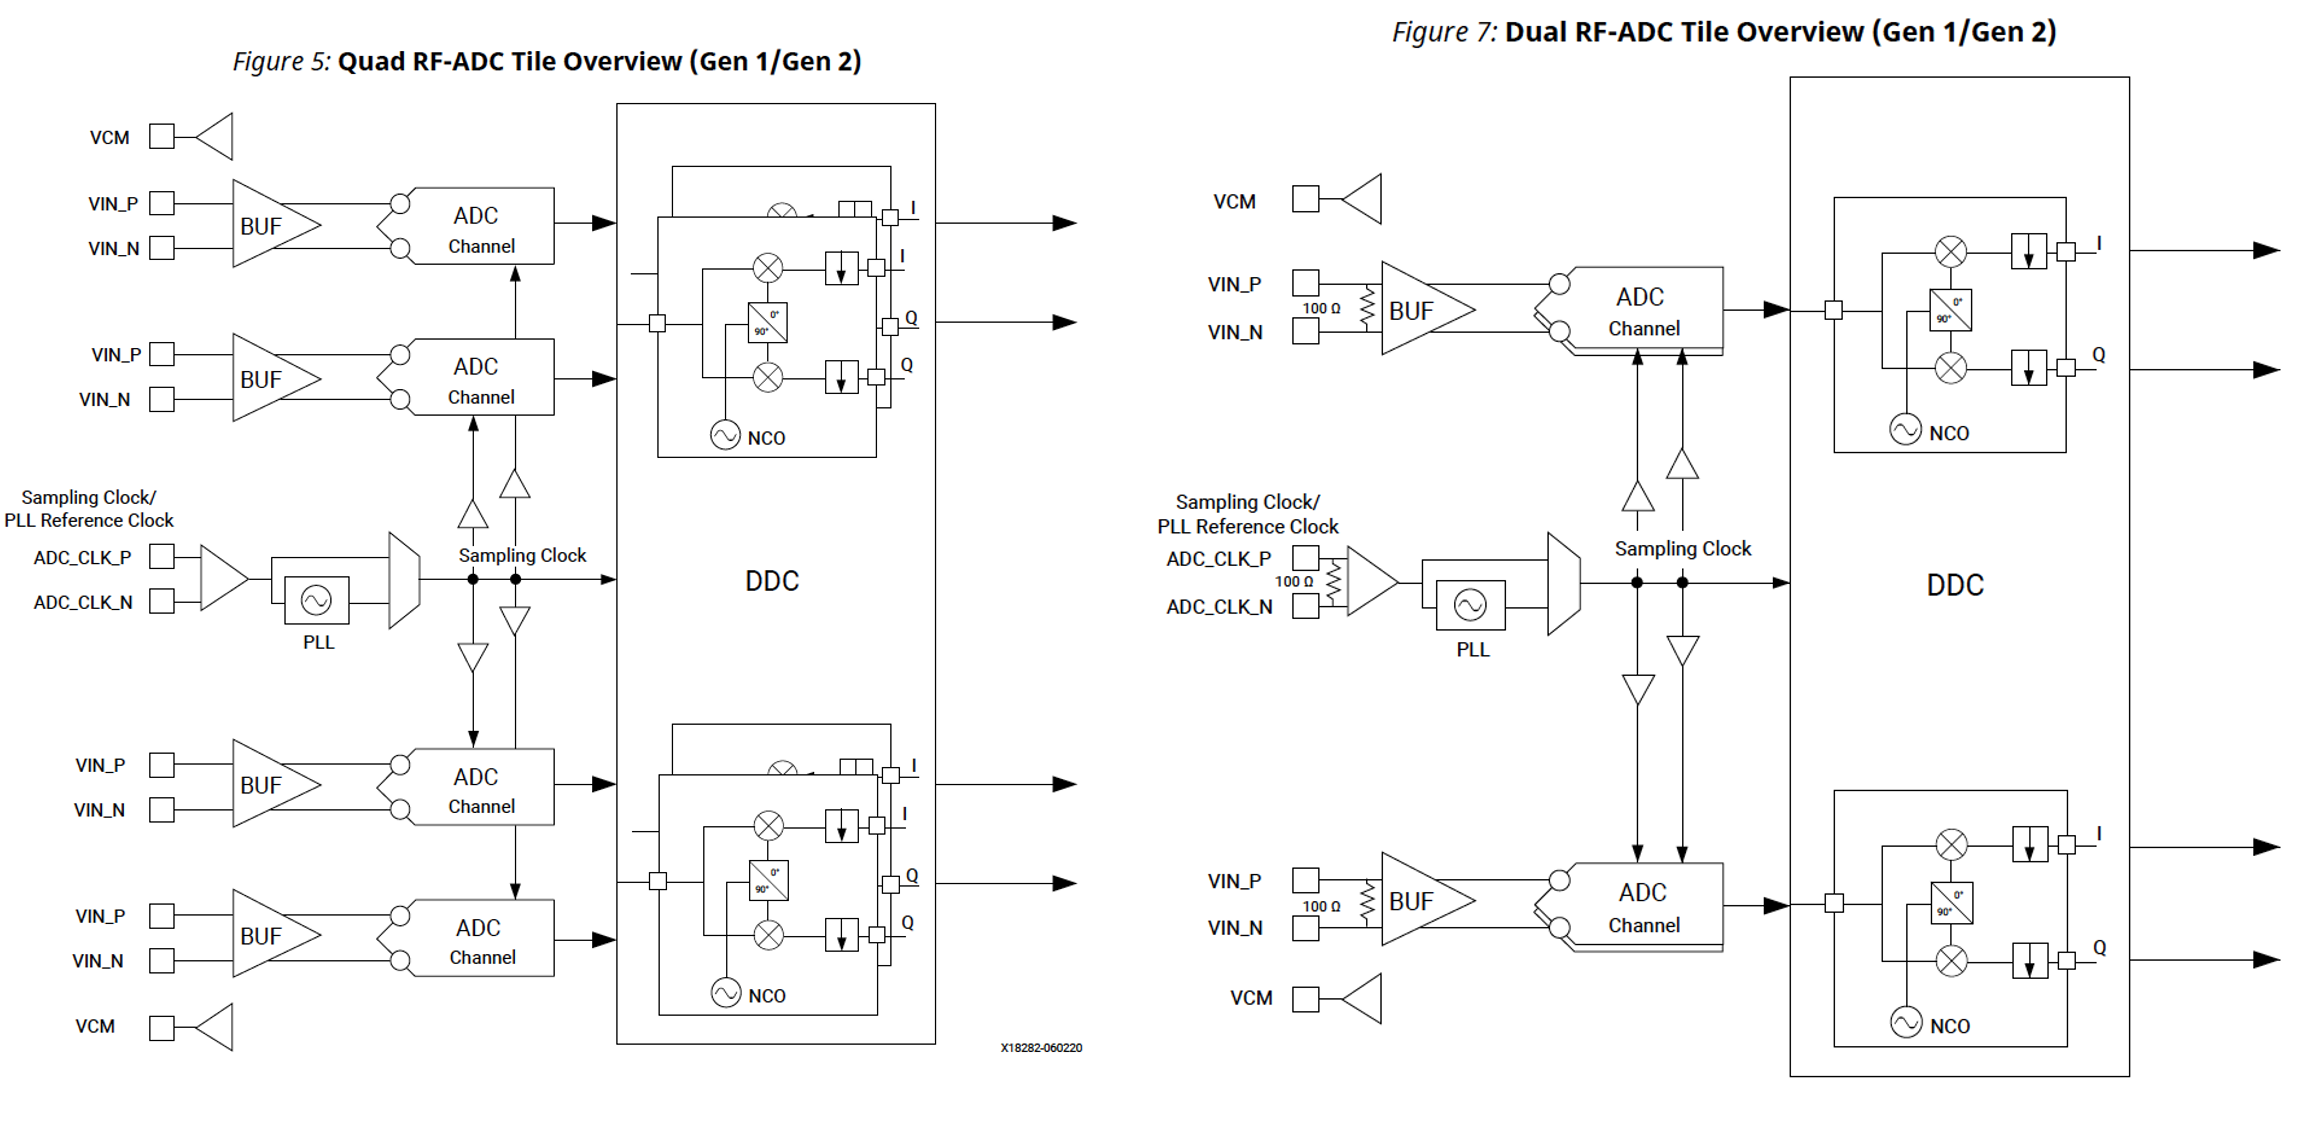 Figure 5: Quad RF-ADC Tile Overview (Gen 1/Gen 2)
VCM
VIN_P
VIN_N
BUF
ADC
Channel
VIN_P
VIN_N
BUF
ADC
Channel
I
I
0°
90°
Q
Q
NCO
Sampling Clock/
PLL Reference Clock
ADC_CLK_P
ADC_CLK_N
PLL
Sampling Clock
DDC
VIN_P
VIN_N
BUF
ADC
Channel
VIN_P
VIN_N
BUF
ADC
Channel
VCM
I
I
0°
90°
Q
Q
NCO
X18282-060220
Figure 7: Dual RF-ADC Tile Overview (Gen 1/Gen 2)
VCM
VIN_P
100 Ω
VIN_N
BUF
ADC
Channel
I
0°
90°
Q
NCO
Sampling Clock/
PLL Reference Clock
ADC_CLK_P
100 Ω
ADC_CLK_N
PLL
Sampling Clock
DDC
VIN_P
100 Ω
VIN_N
BUF
ADC
Channel
VCM
I
0°
90°
Q
NCO